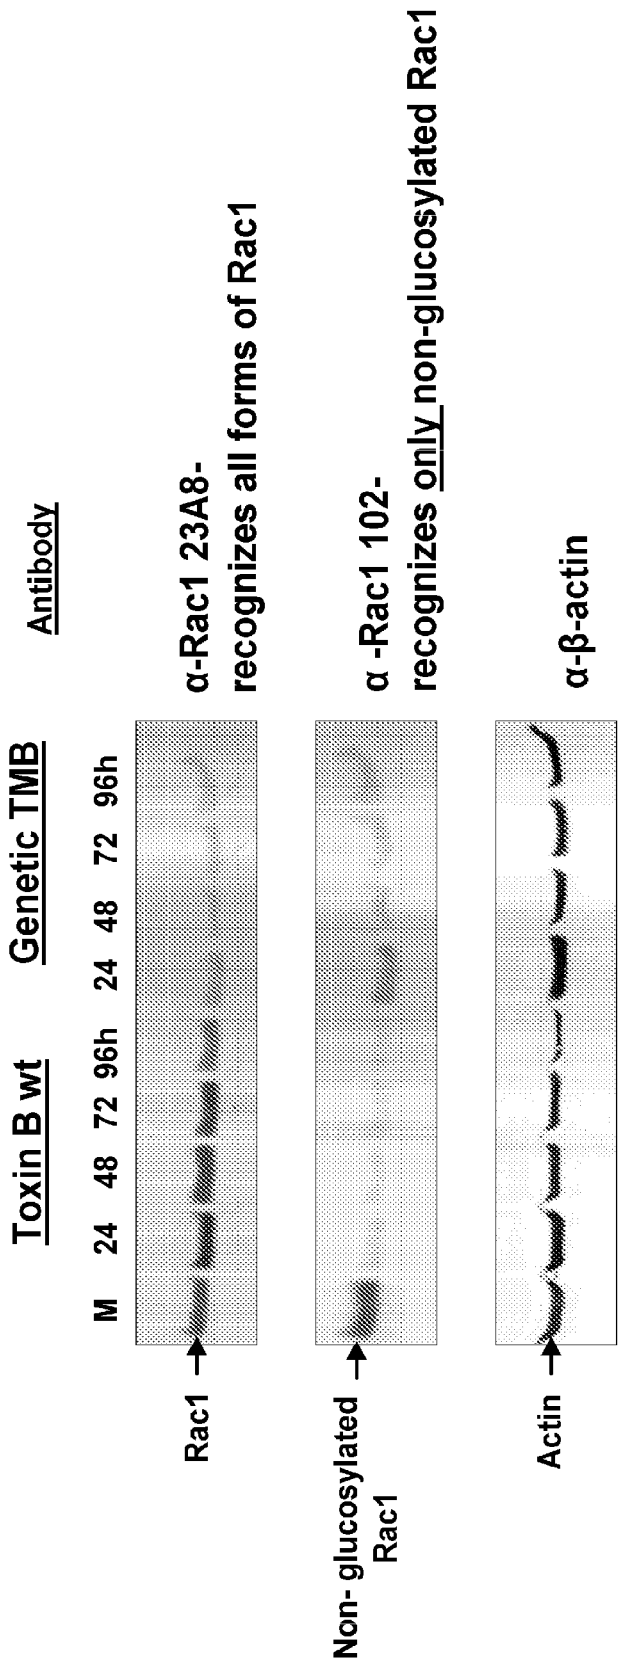 Toxin B wt
Genetic TMB
Antibody
M 24 48 72 96h 24 48 72 96h
Rac1
α-Rac1 23A8-
recognizes all forms of Rac1
Non- glucosylated
Rac1
α -Rac1 102-
recognizes only non-glucosylated Rac1
Actin
α-β-actin